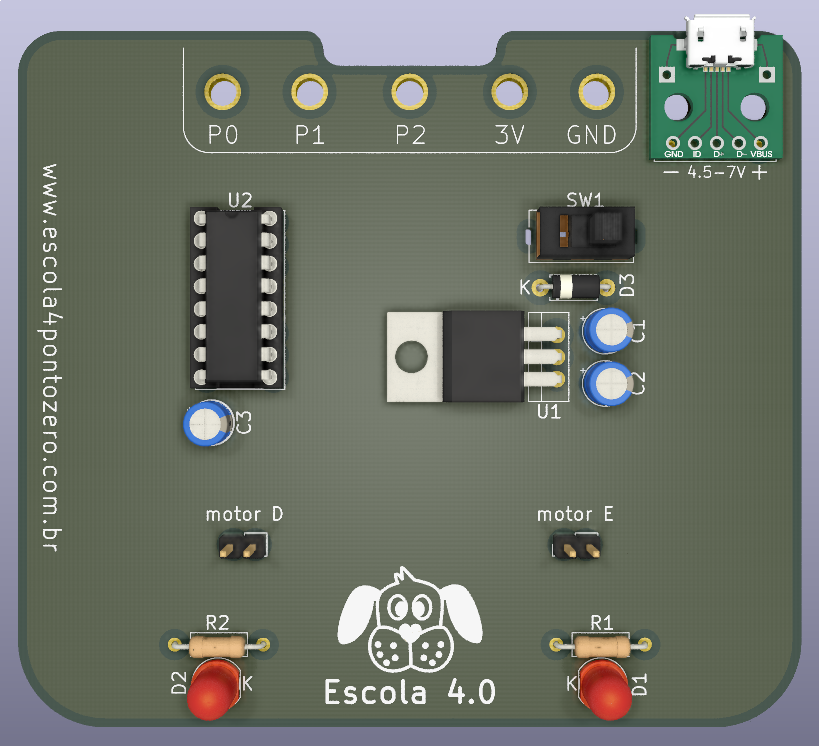 P0 P1 P2 3V GND
GND ID D+ D- VBUS
− 4.5-7V +
www.escola4pontozero.com.br
U2
SW1
K D3
+ C1
+ C2
U1
C3
motor D
motor E
R2
R1
D2 K
K D1
Escola 4.0